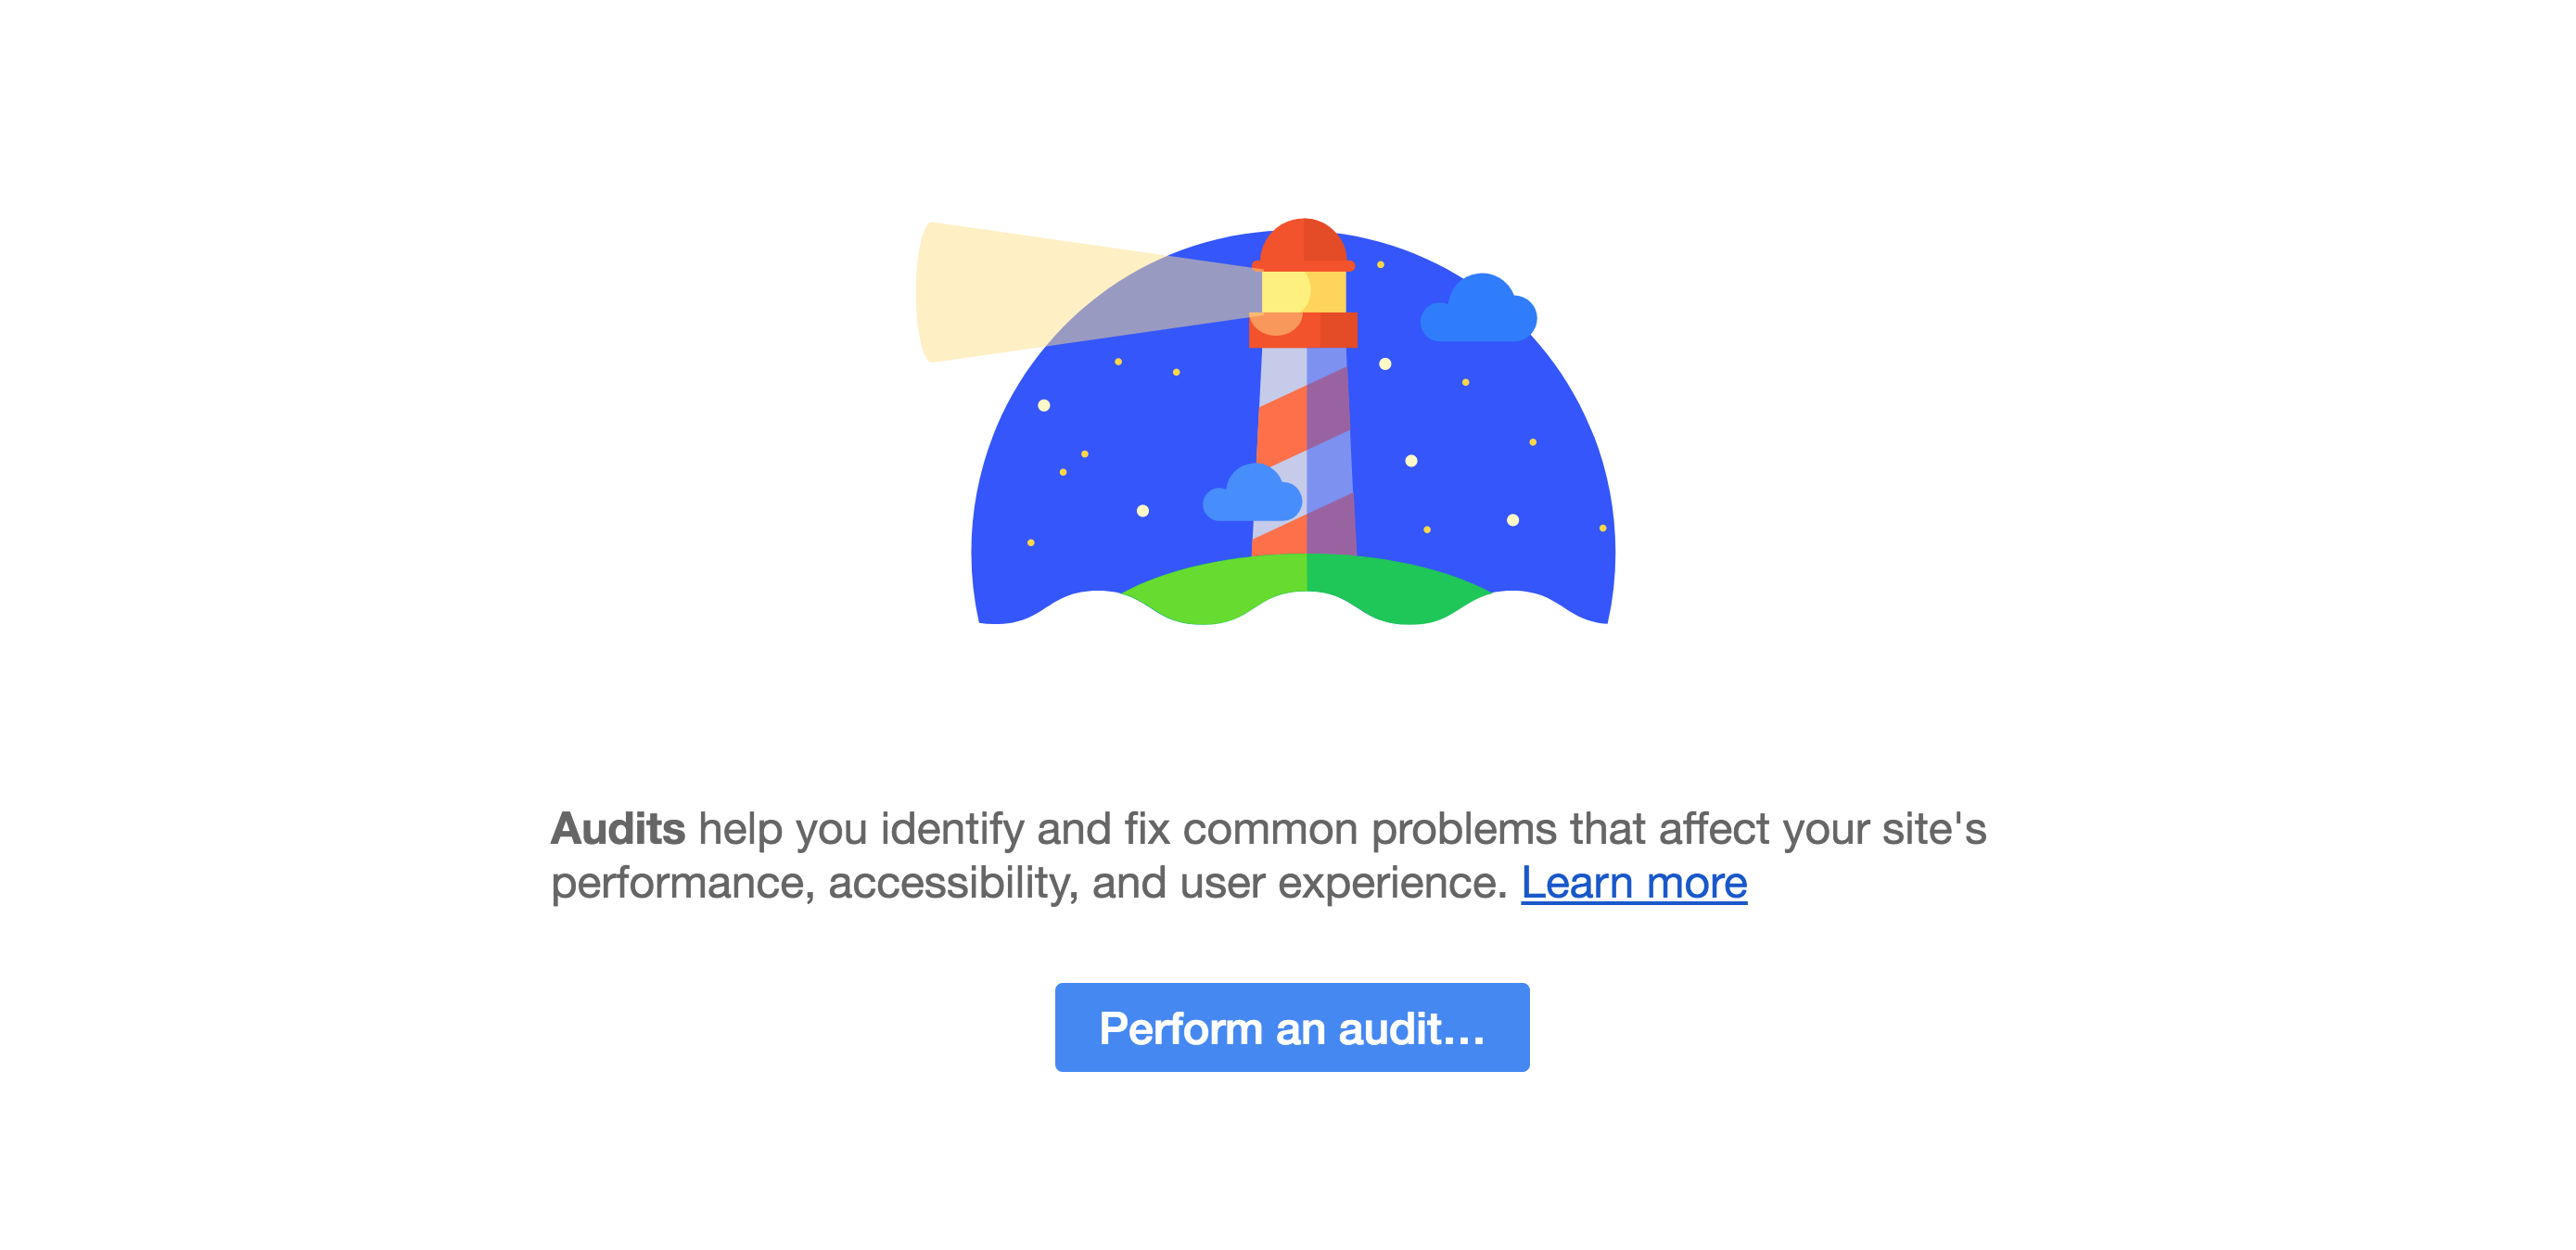 Audits help you identify and fix common problems that affect your site's
performance, accessibility, and user experience. Learn more
Perform an audit...